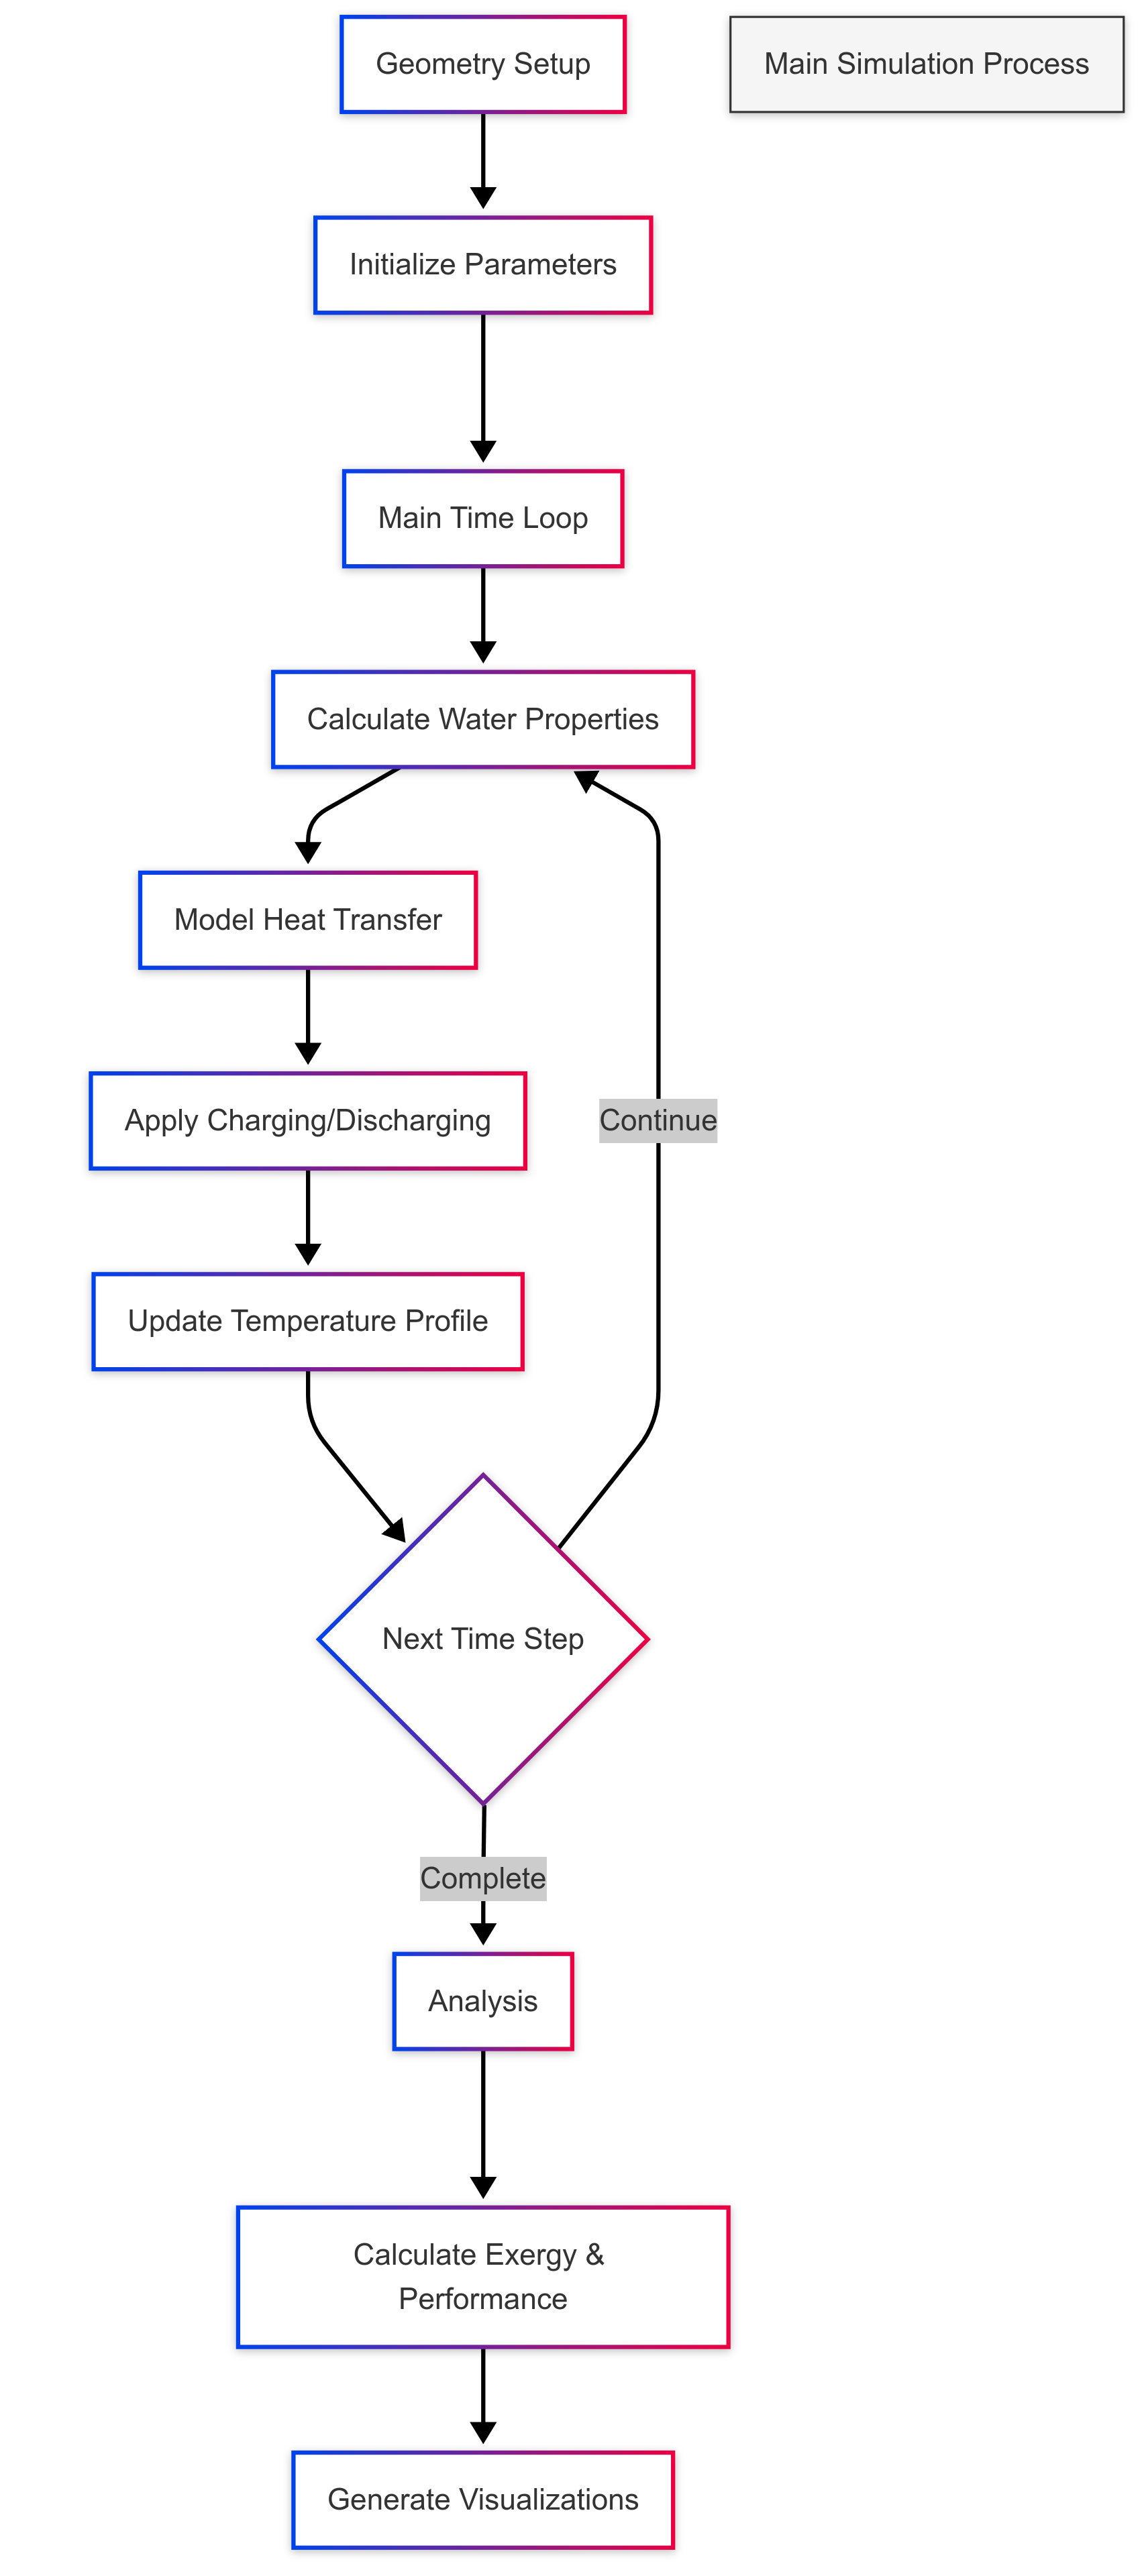 Geometry Setup
Main Simulation Process
Initialize Parameters
Main Time Loop
Calculate Water Properties
Model Heat Transfer
Apply Charging/Discharging
Continue
Update Temperature Profile
Next Time Step
Complete
Analysis
Calculate Exergy &
Performance
Generate Visualizations